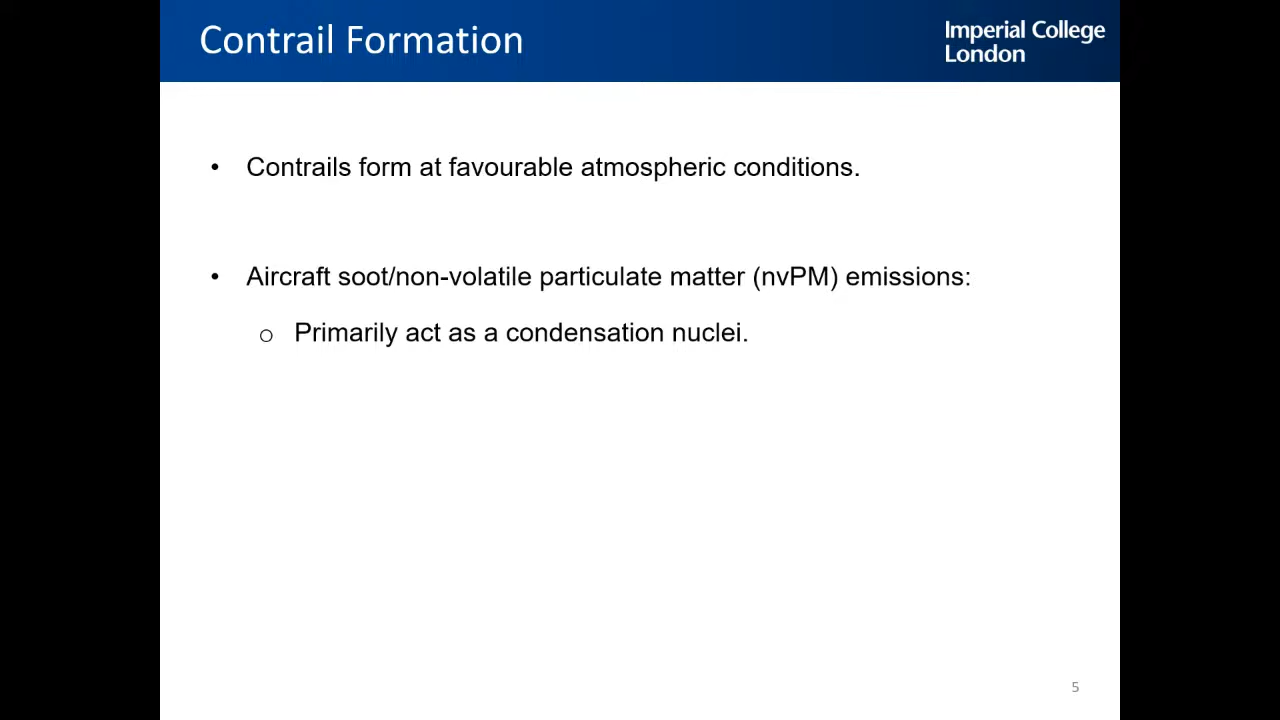 Contrail Formation
Imperial College
London
• Contrails form at favourable atmospheric conditions.
• Aircraft soot/non-volatile particulate matter (nvPM) emissions:
o Primarily act as a condensation nuclei.
5